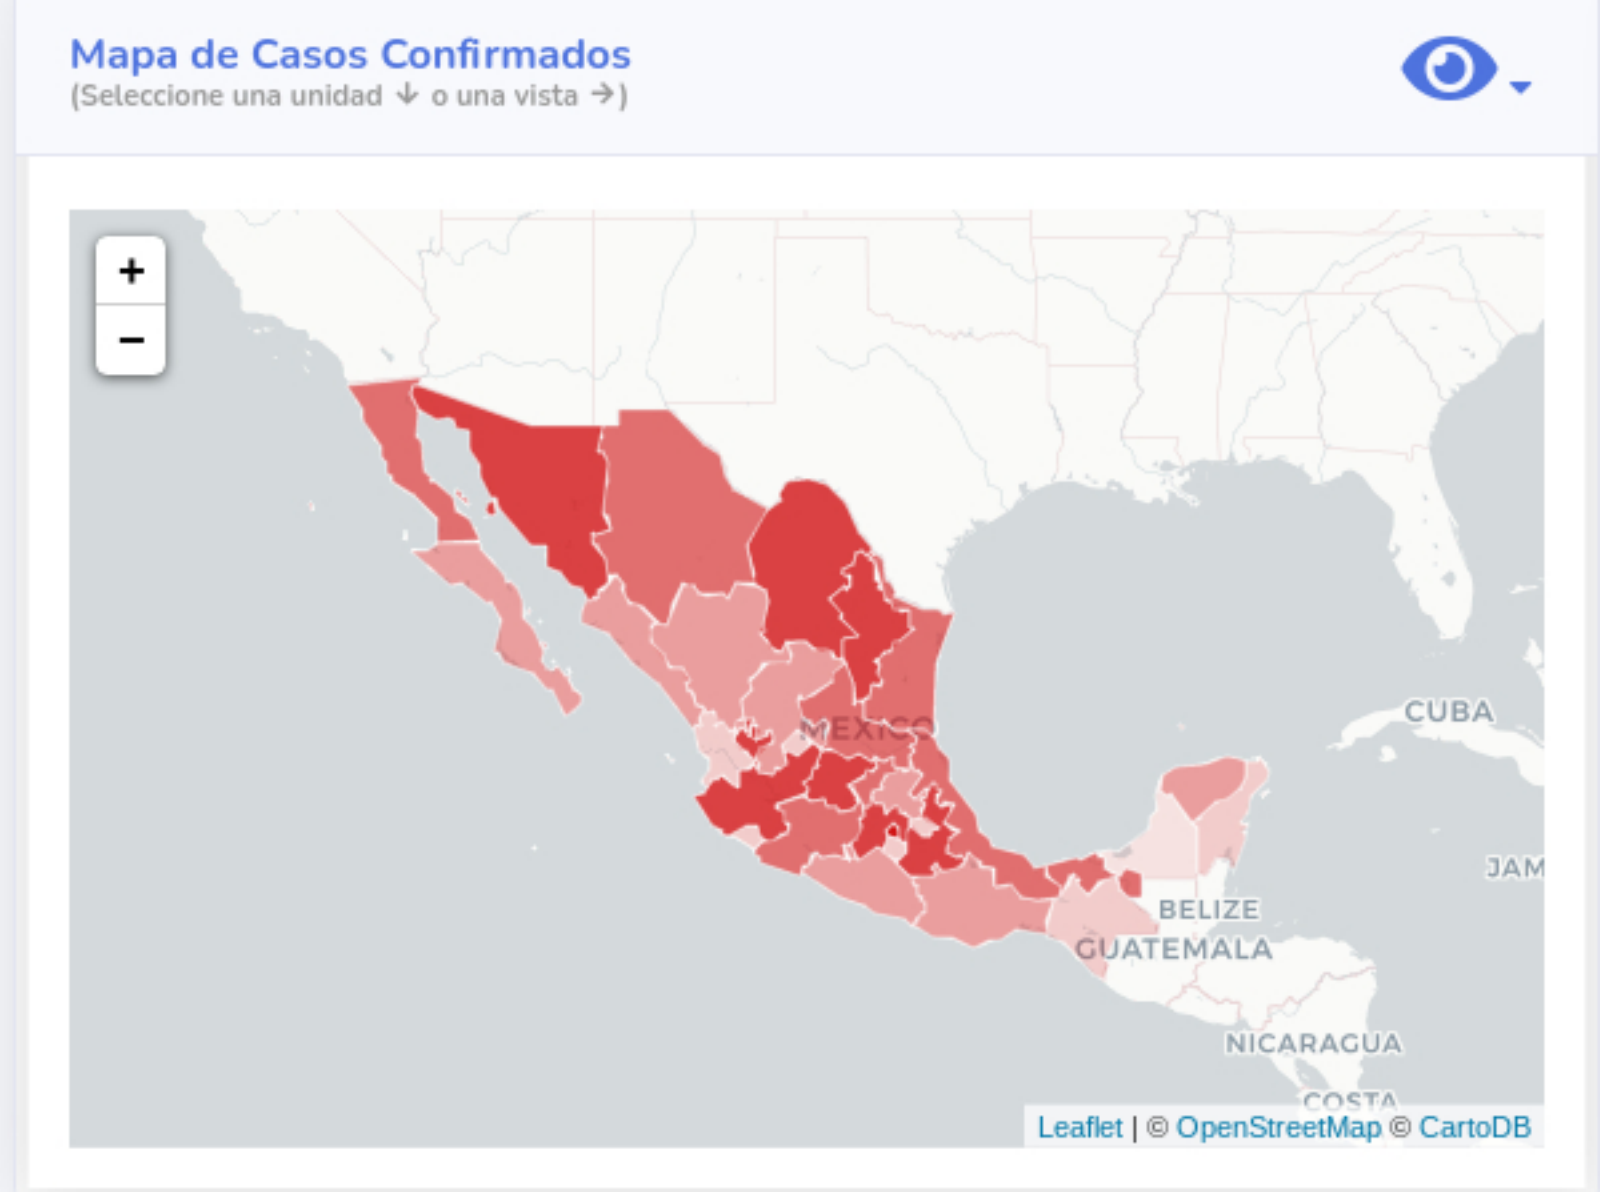 Mapa de Casos Confirmados
(Seleccione una unidad ↓ o una vista →)
+
−
MEXICO
CUBA
JAM
BELIZE
GUATEMALA
NICARAGUA
COSTA
Leaflet | © OpenStreetMap © CartoDB